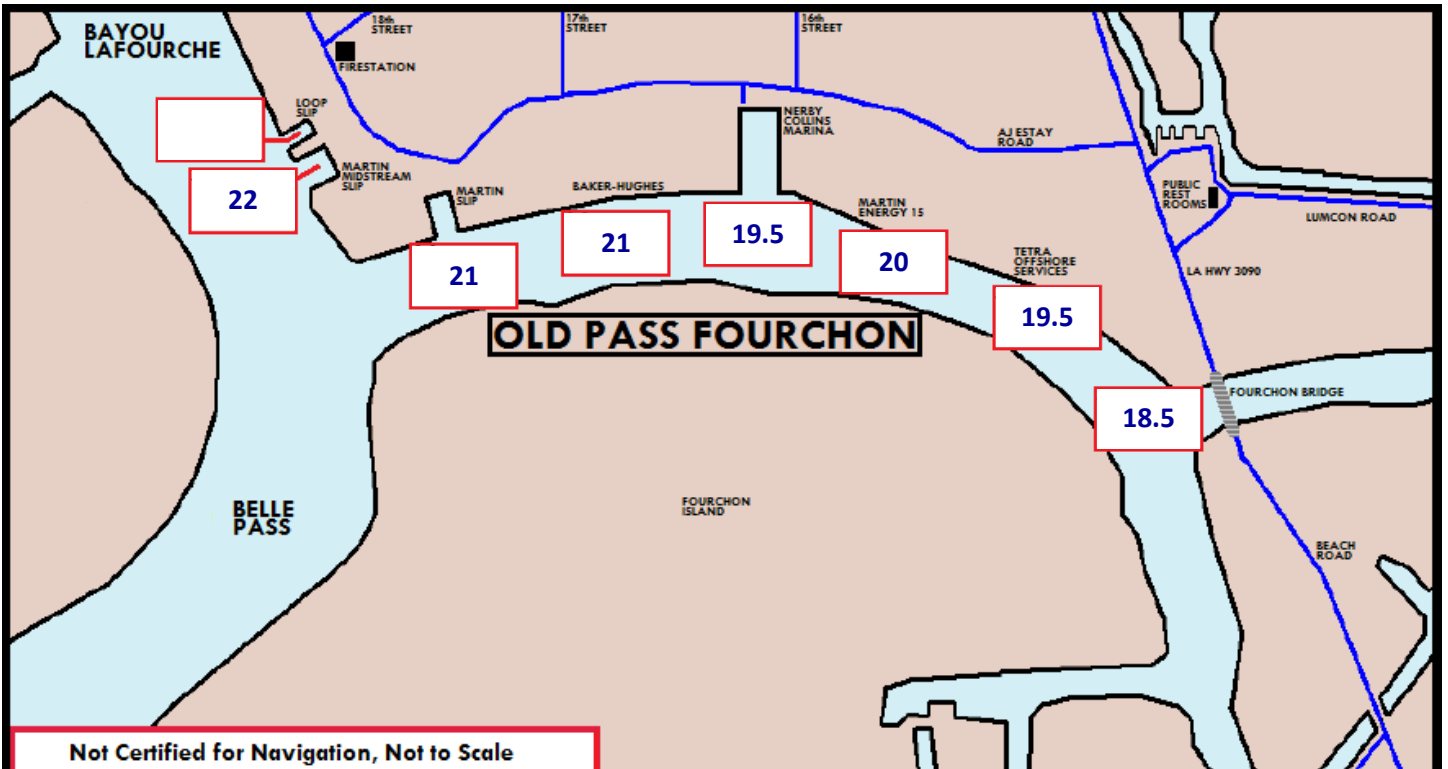 BAYOU
LAFOURCHE
18th
STREET
17th
STREET
16th
STREET
FIRESTATION
LOOP
SLIP
NERBY
COLLINS
MARINA
AJ ESTAY
ROAD
MARTIN
MIDSTREAM
SLIP
22
MARTIN
SLIP
BAKER-HUGHES
MARTIN
ENERGY 15
PUBLIC
REST
ROOMS
LUMCON ROAD
21
21
19.5
20
TETRA
OFFSHORE
SERVICES
19.5
LA HWY 3090
OLD PASS FOURCHON
18.5
FOURCHON BRIDGE
BELLE
PASS
FOURCHON
ISLAND
BEACH
ROAD
Not Certified for Navigation, Not to Scale